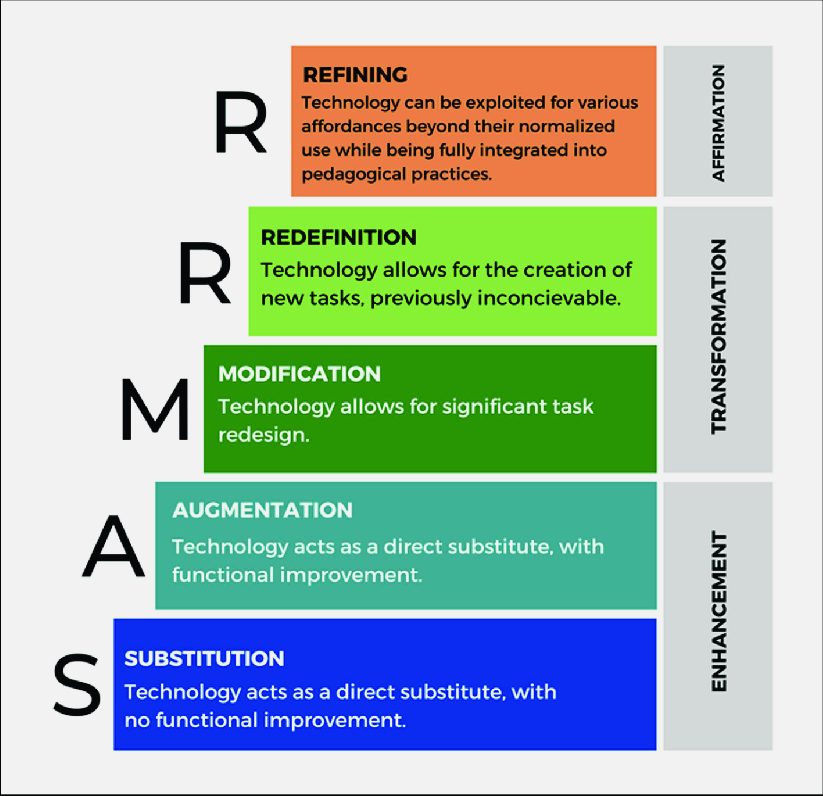 R
REFINING
Technology can be exploited for various
affordances beyond their normalized
use while being fully integrated into
pedagogical practices.
AFFIRMATION
R
REDEFINITION
Technology allows for the creation of
new tasks, previously inconcievable.
TRANSFORMATION
M
MODIFICATION
Technology allows for significant task
redesign.
A
AUGMENTATION
Technology acts as a direct substitute, with
functional improvement.
ENHANCEMENT
S
SUBSTITUTION
Technology acts as a direct substitute, with
no functional improvement.